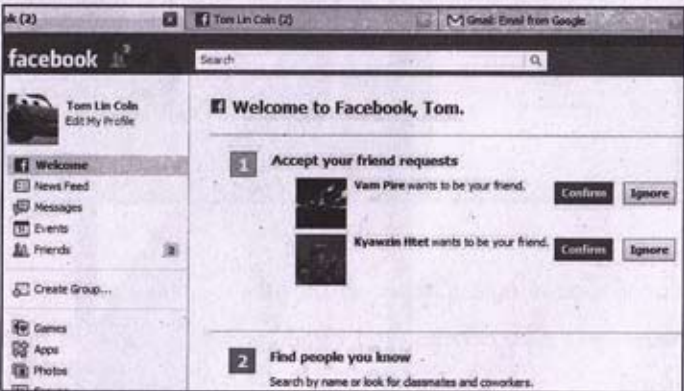 ok (2)
Tom Lin Coln (2)
Gmail: Email from Google
facebook
Search
Tom Lin Coln
Edit My Profile
Welcome
News Feed
Messages
Events
Friends
Create Group...
Games
Apps
Photos
Welcome to Facebook, Tom.
1
Accept your friend requests
Vam Pire wants to be your friend.
Confirm
Ignore
Kyawzin Htet wants to be your friend.
Confirm
Ignore
2
Find people you know
Search by name or look for classmates and coworkers.